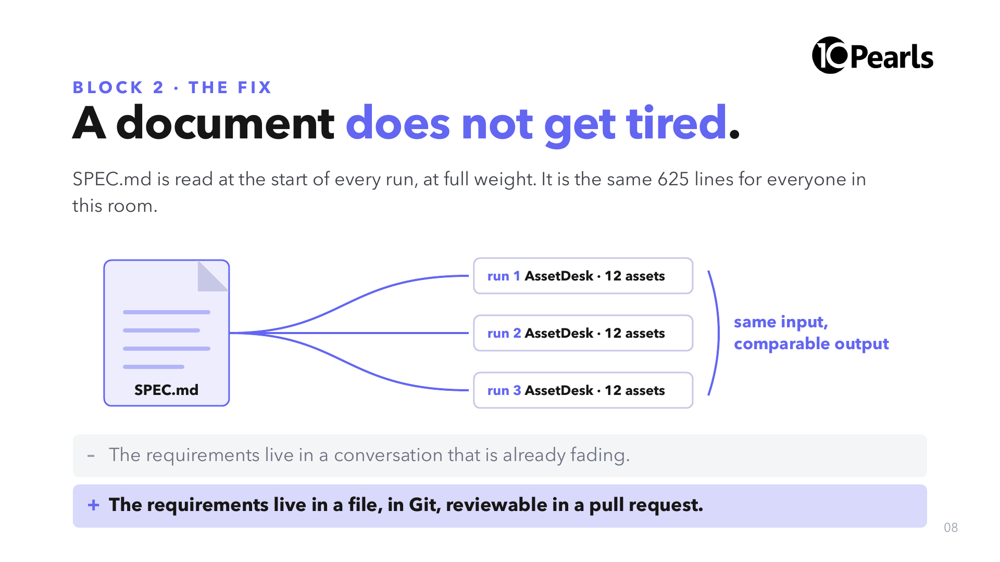 10Pearls
BLOCK 2 · THE FIX
A document does not get tired.
SPEC.md is read at the start of every run, at full weight. It is the same 625 lines for everyone in
this room.
SPEC.md
run 1 AssetDesk · 12 assets
run 2 AssetDesk · 12 assets
run 3 AssetDesk · 12 assets
same input,
comparable output
– The requirements live in a conversation that is already fading.
+ The requirements live in a file, in Git, reviewable in a pull request.
08